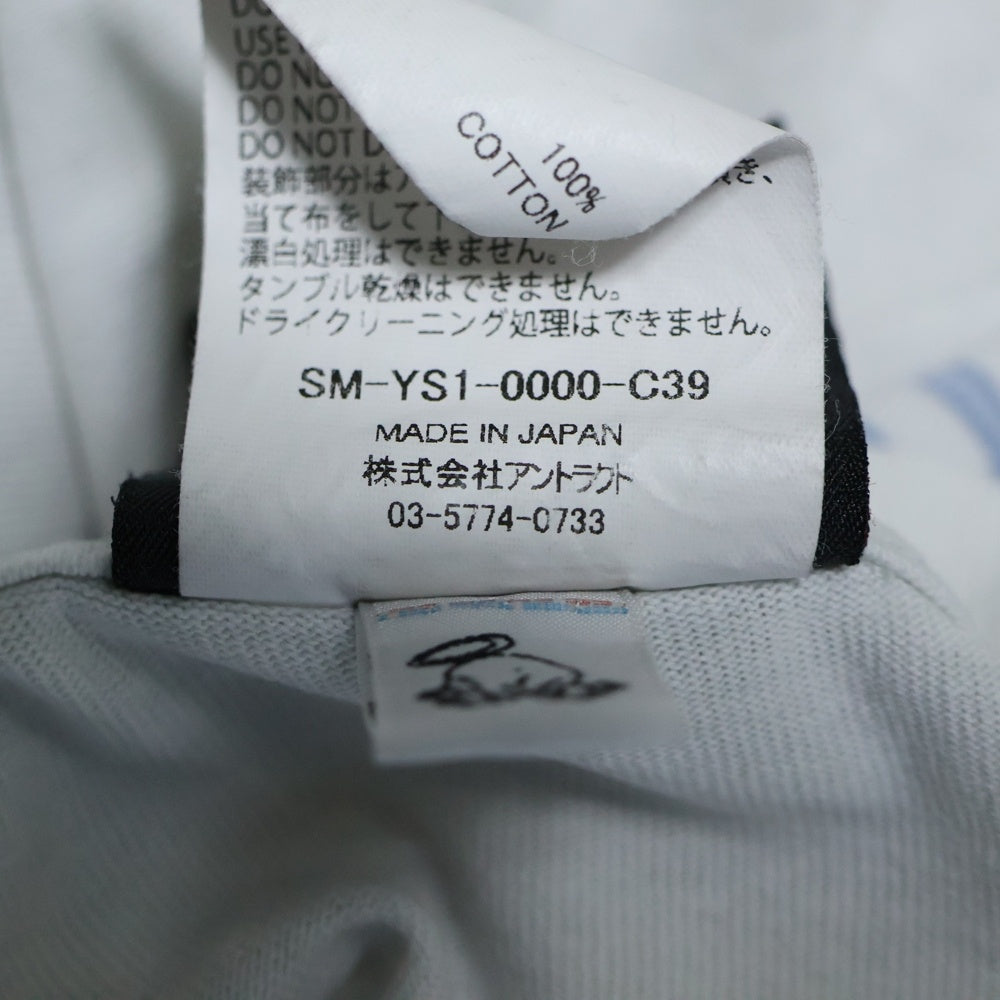 USE
DO NO
DO NOT
DO NOT D
100%
COTTON
装飾部分は
当て布をして
漂白処理はできません。
タンブル乾燥はできません。
ドライクリーニング処理はできません。
SM-YS1-0000-C39
MADE IN JAPAN
株式会社アントラクト
03-5774-0733